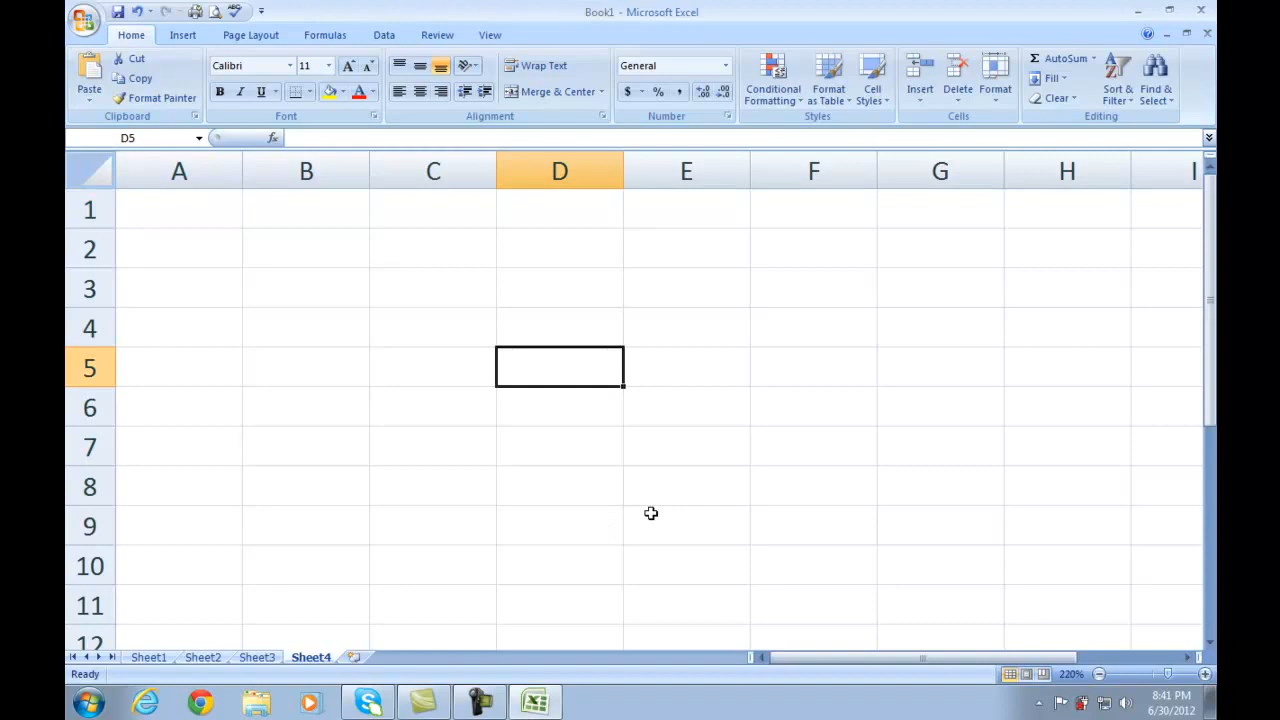 Book1 - Microsoft Excel
Home Insert Page Layout Formulas Data Review View
Paste
Cut
Copy
Format Painter
Clipboard
Calibri 11
B I U
Font
Wrap Text
Merge & Center
Alignment
General
$ % ,
Number
Conditional Formatting
Format as Table
Cell Styles
Styles
Insert Delete Format
Cells
AutoSum
Fill
Clear
Sort & Filter
Find & Select
Editing
D5 fx
A B C D E F G H I
1
2
3
4
5
6
7
8
9
10
11
12
Sheet1 Sheet2 Sheet3 Sheet4
Ready 220%
8:41 PM
6/30/2012